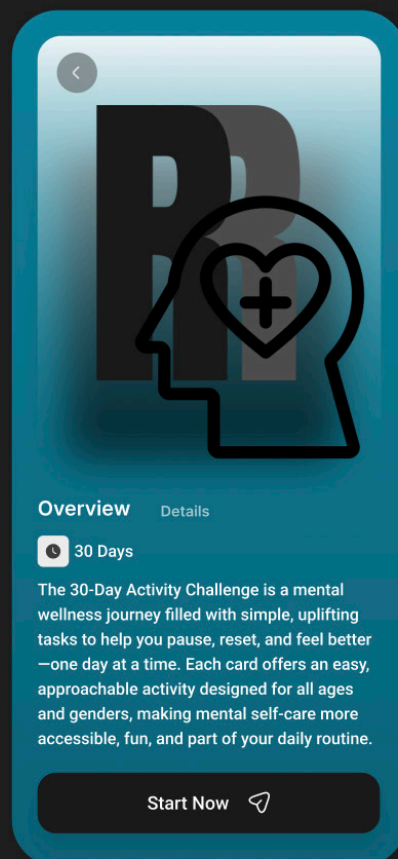 R
Overview
Details
30 Days
The 30-Day Activity Challenge is a mental
wellness journey filled with simple, uplifting
tasks to help you pause, reset, and feel better
—one day at a time. Each card offers an easy,
approachable activity designed for all ages
and genders, making mental self-care more
accessible, fun, and part of your daily routine.
Start Now